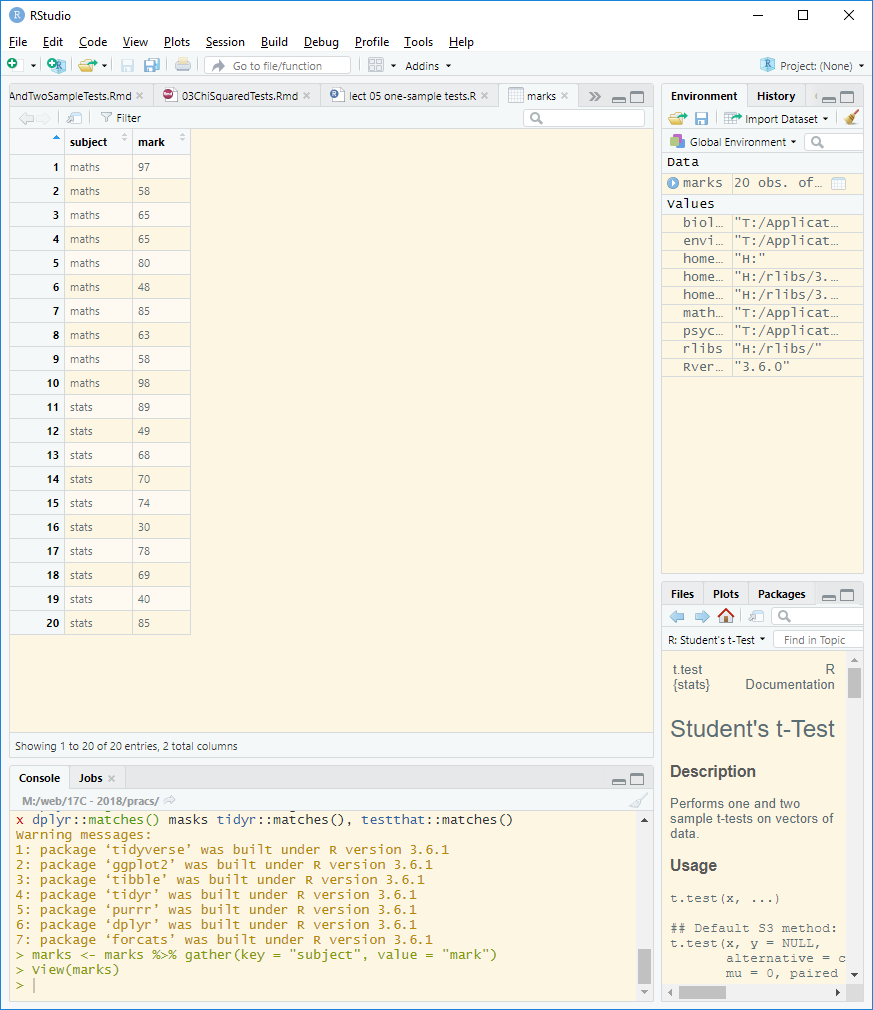 RStudio
File Edit Code View Plots Session Build Debug Profile Tools Help
Go to file/function Addins Project: (None)
AndTwoSampleTests.Rmd 03ChiSquaredTests.Rmd lect 05 one-sample tests.R marks
Filter
subject mark
1 maths 97
2 maths 58
3 maths 65
4 maths 65
5 maths 80
6 maths 48
7 maths 85
8 maths 63
9 maths 58
10 maths 98
11 stats 89
12 stats 49
13 stats 68
14 stats 70
15 stats 74
16 stats 30
17 stats 78
18 stats 69
19 stats 40
20 stats 85
Showing 1 to 20 of 20 entries, 2 total columns
Console Jobs
M:/web/17C - 2018/pracs/
x dplyr::matches() masks tidyr::matches(), testthat::matches()
Warning messages:
1: package ‘tidyverse’ was built under R version 3.6.1
2: package ‘ggplot2’ was built under R version 3.6.1
3: package ‘tibble’ was built under R version 3.6.1
4: package ‘tidyr’ was built under R version 3.6.1
5: package ‘purrr’ was built under R version 3.6.1
6: package ‘dplyr’ was built under R version 3.6.1
7: package ‘forcats’ was built under R version 3.6.1
> marks <- marks %>% gather(key = "subject", value = "mark")
> View(marks)
>
Environment History
Import Dataset
Global Environment
Data
marks 20 obs. of…
Values
biol… "T:/Applicat…
envi… "T:/Applicat…
home… "H:"
home… "H:/rlibs/3.…
home… "H:/rlibs/3.…
math… "T:/Applicat…
psyc… "T:/Applicat…
rlibs "H:/rlibs/"
Rver… "3.6.0"
Files Plots Packages
R: Student's t-Test Find in Topic
t.test R
{stats} Documentation
Student's t-Test
Description
Performs one and two
sample t-tests on vectors of
data.
Usage
t.test(x, ...)
## Default S3 method:
t.test(x, y = NULL,
alternative = c
mu = 0, paired